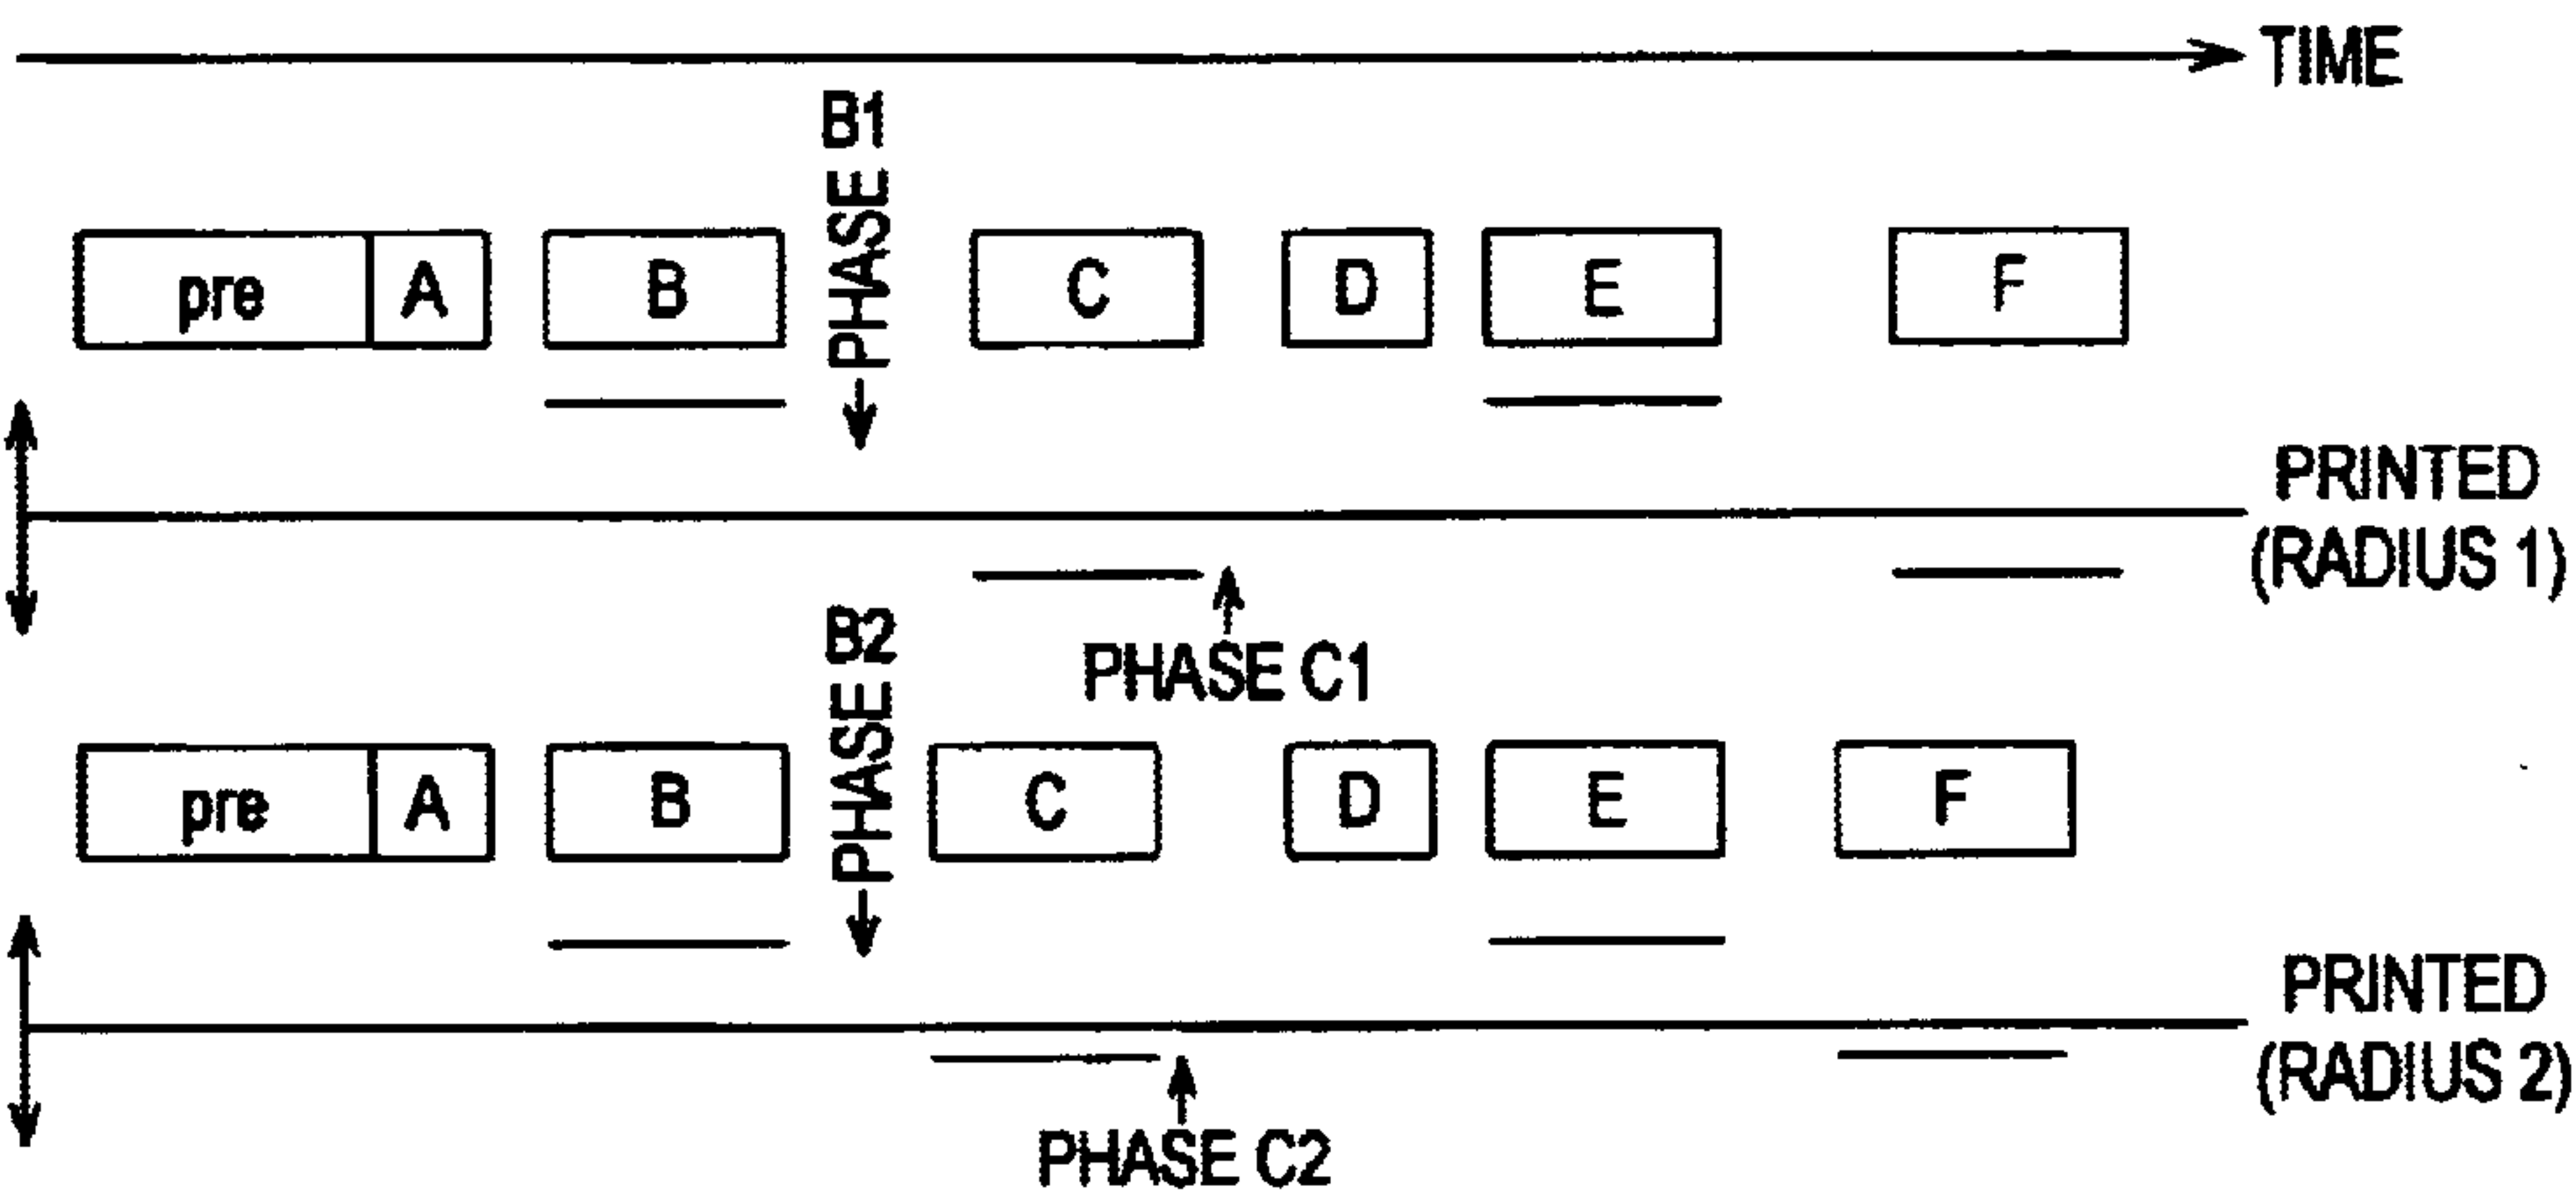 TIME
PHASE B1
pre A B C D E F
PRINTED
(RADIUS 1)
PHASE C1
PHASE B2
pre A B C D E F
PRINTED
(RADIUS 2)
PHASE C2